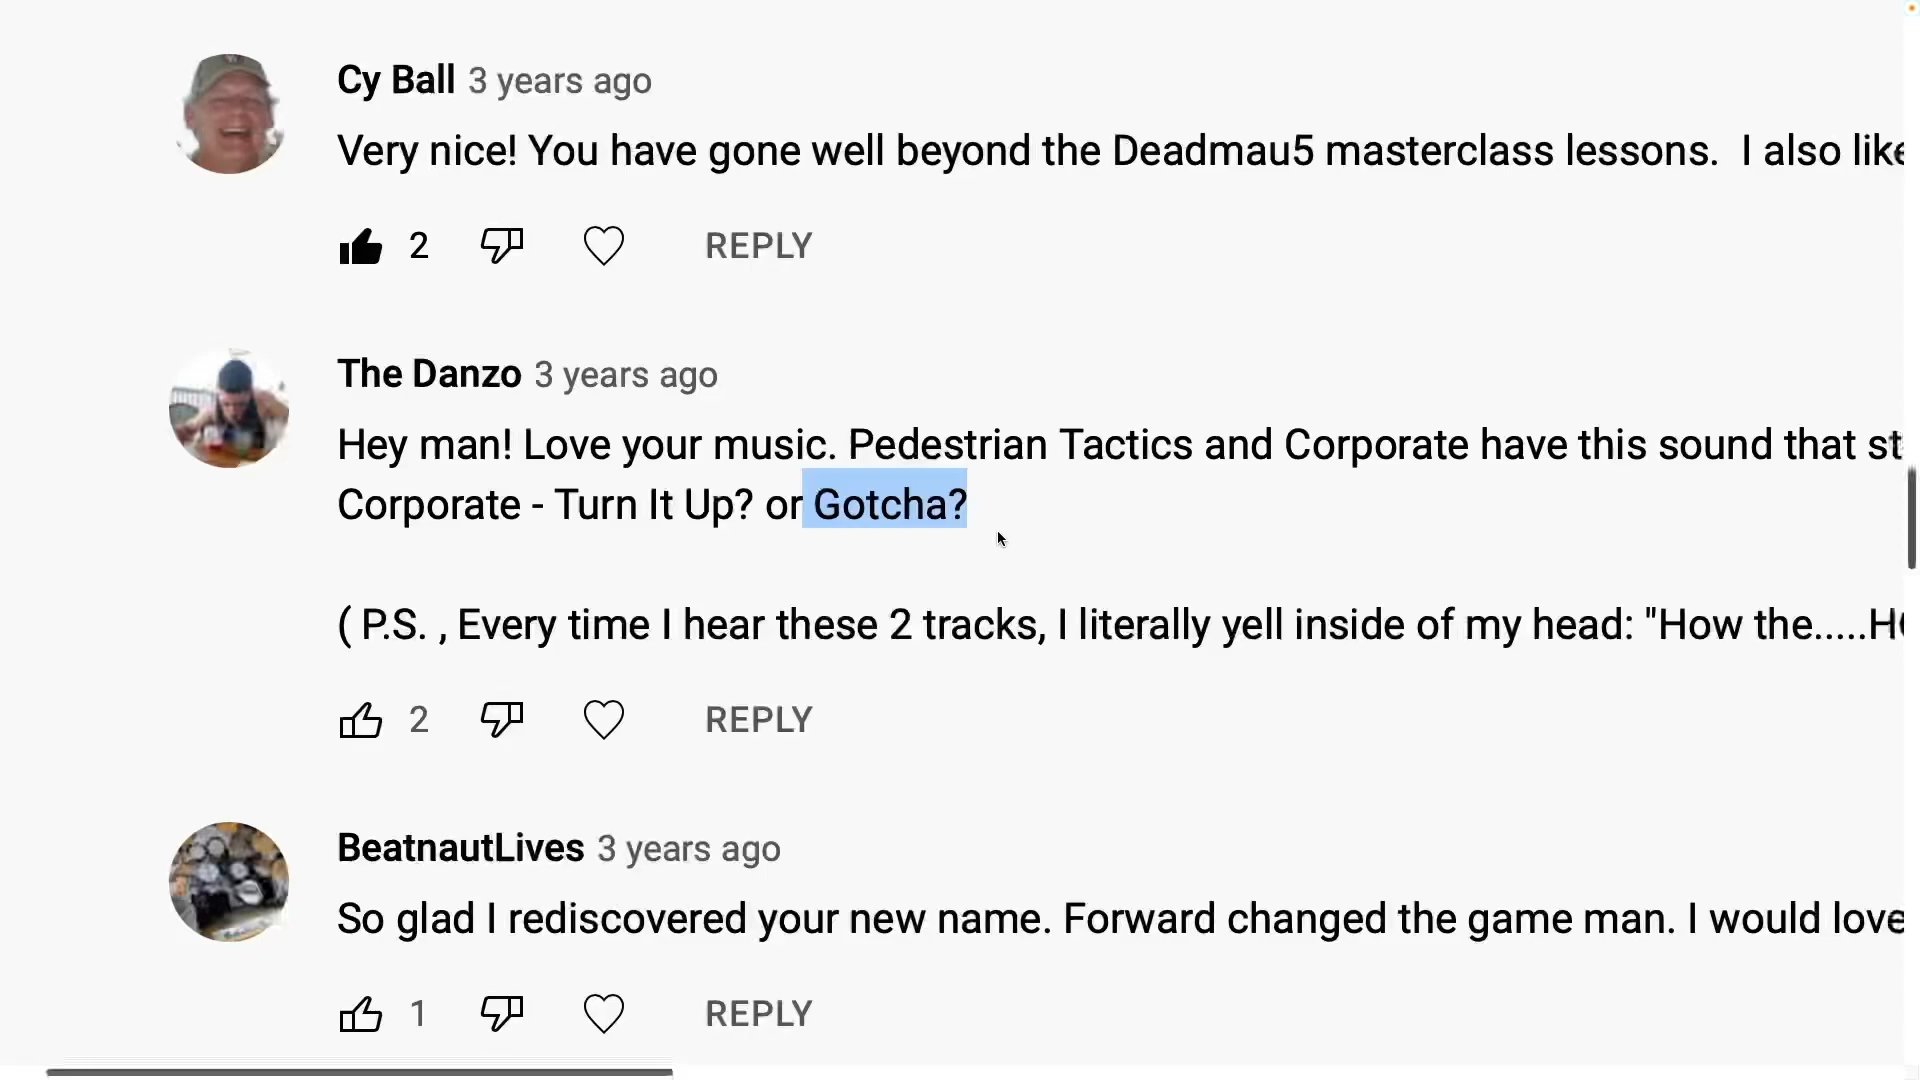 Cy Ball 3 years ago
Very nice! You have gone well beyond the Deadmau5 masterclass lessons.  I also like
2 REPLY
The Danzo 3 years ago
Hey man! Love your music. Pedestrian Tactics and Corporate have this sound that st
Corporate - Turn It Up? or Gotcha?
( P.S. , Every time I hear these 2 tracks, I literally yell inside of my head: "How the.....H
2 REPLY
BeatnautLives 3 years ago
So glad I rediscovered your new name. Forward changed the game man. I would love
1 REPLY